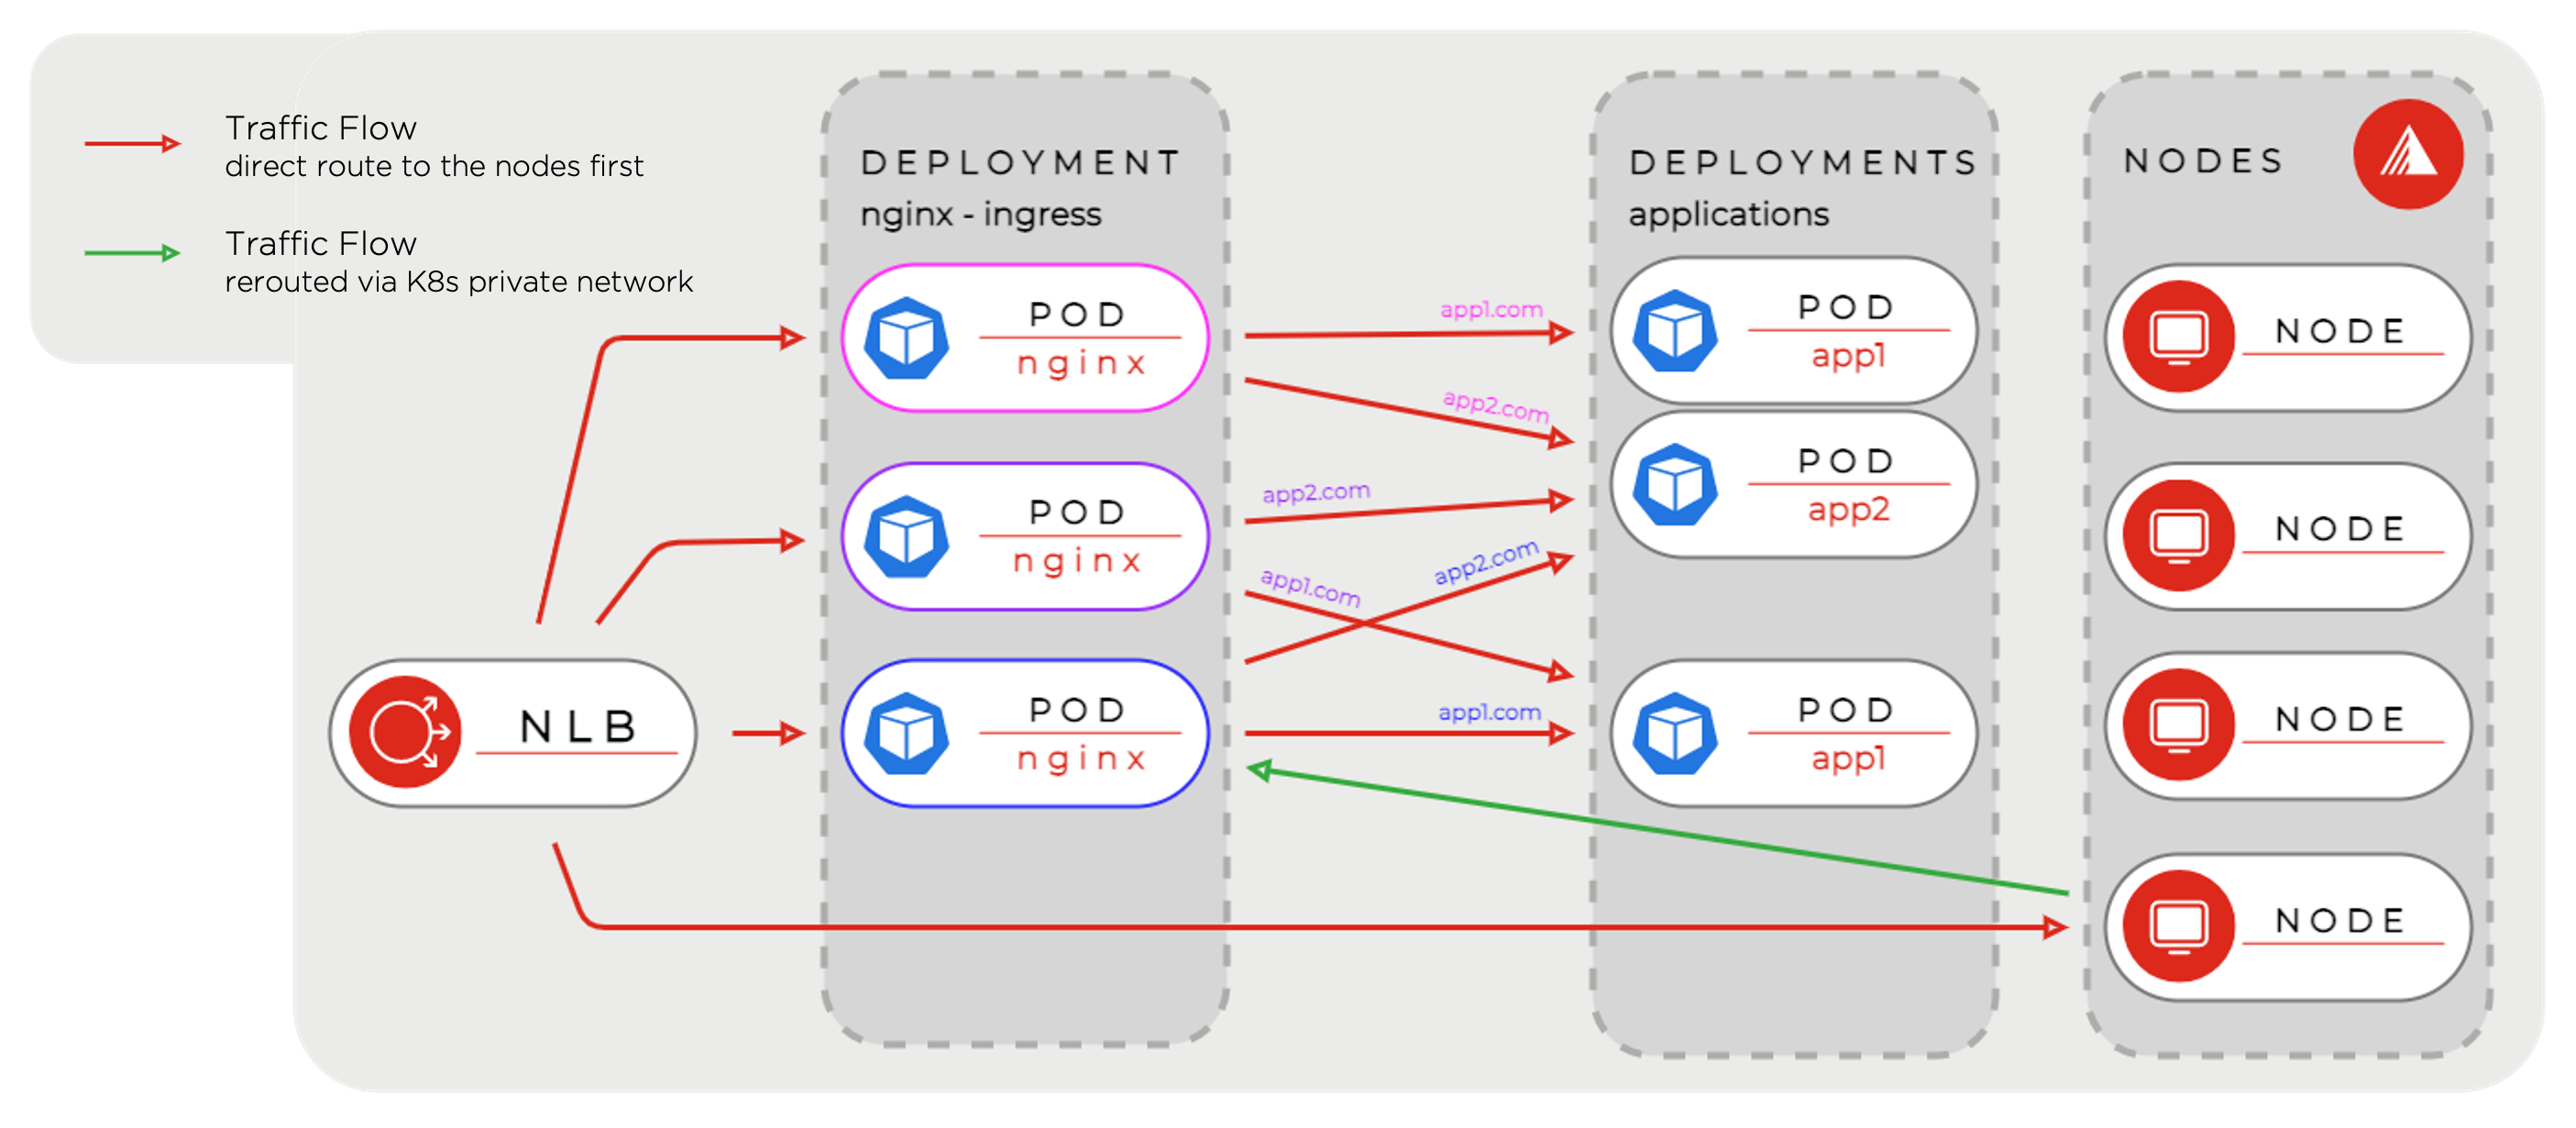 Traffic Flow
direct route to the nodes first
Traffic Flow
rerouted via K8s private network
NLB
DEPLOYMENT
nginx - ingress
POD
nginx
POD
nginx
POD
nginx
app1.com
app2.com
app2.com
app1.com
app2.com
app1.com
DEPLOYMENTS
applications
POD
app1
POD
app2
POD
app1
NODES
NODE
NODE
NODE
NODE